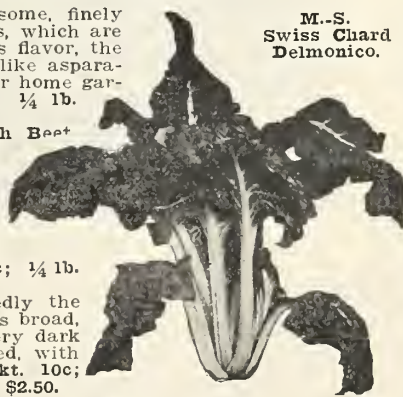 some, finely
s, which are
s flavor, the
like aspara-
r home gar-
¼ lb.
h Beet
¼ lb.
edly the
s broad,
ery dark
ed, with
kt. 10c;
$2.50.
M.-S.
Swiss Chard
Delmonico.